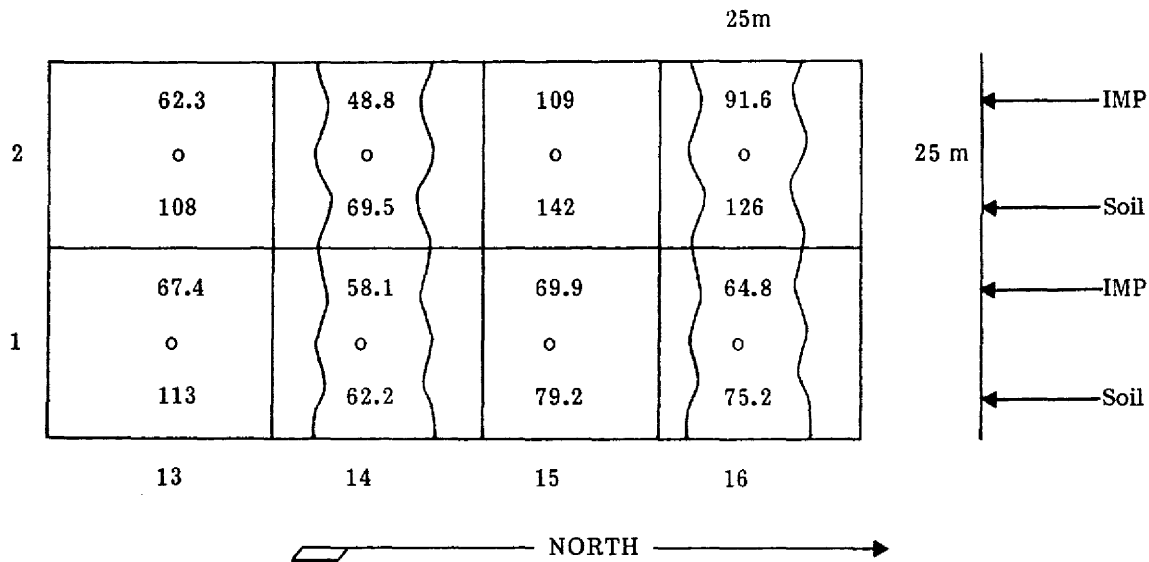 25m
62.3 48.8 109 91.6 IMP
2 o o o o 25 m
108 69.5 142 126 Soil
67.4 58.1 69.9 64.8 IMP
1 o o o o
113 62.2 79.2 75.2 Soil
13 14 15 16
NORTH